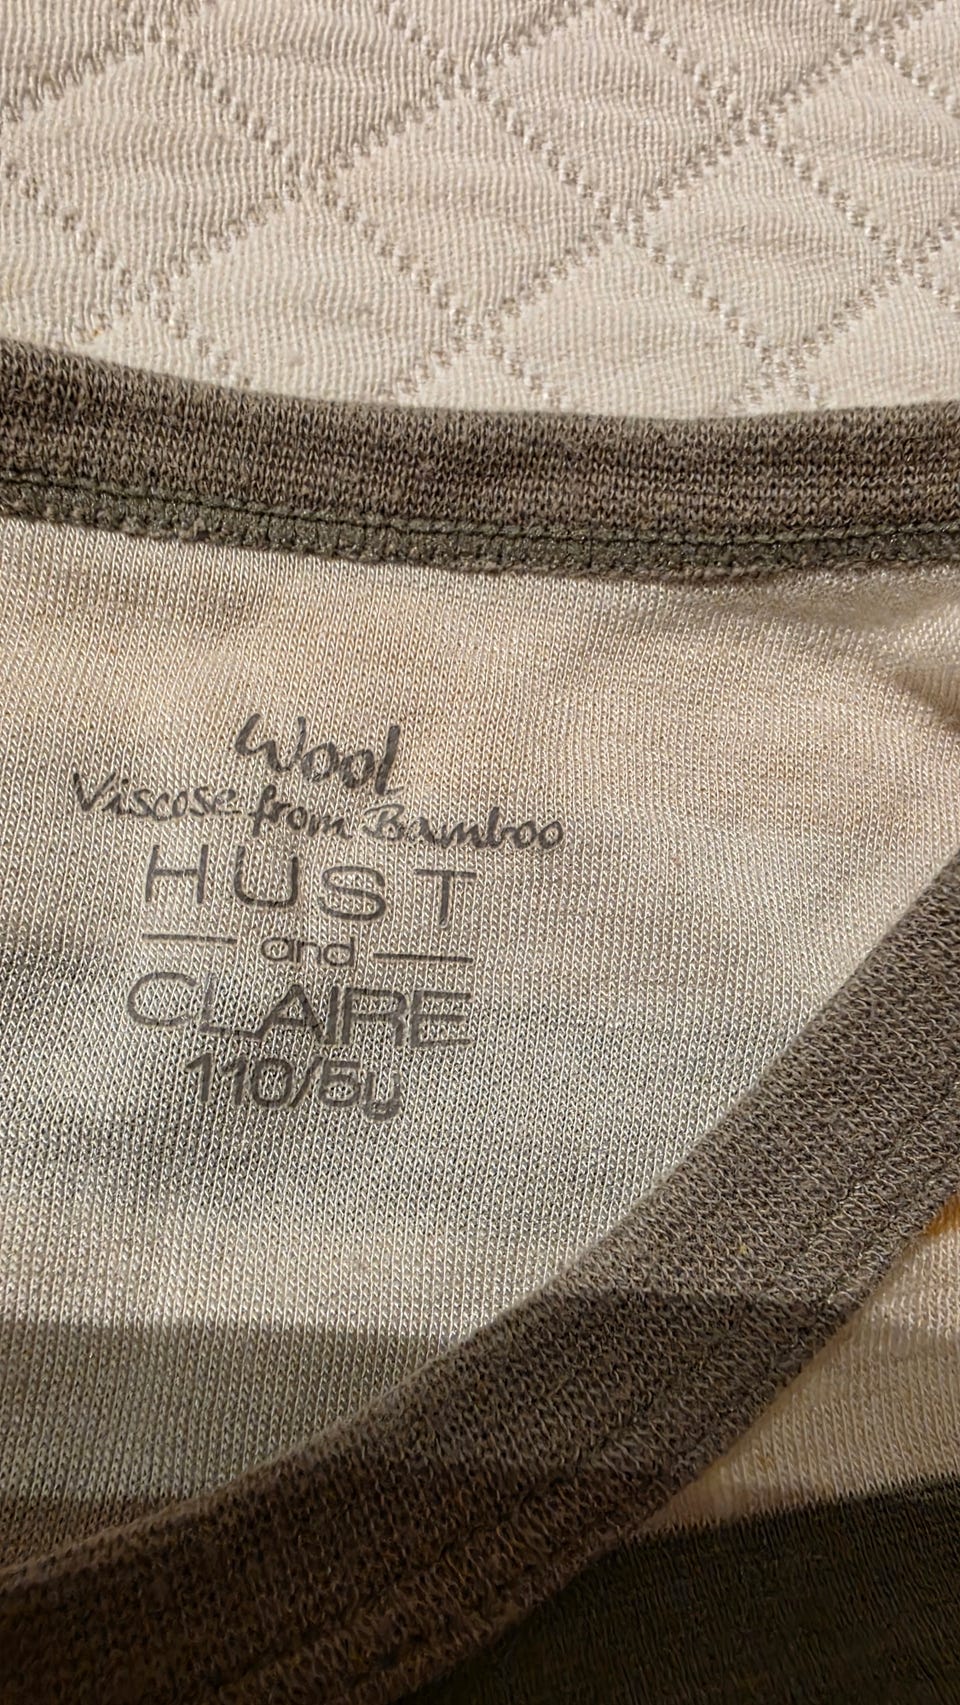 Wool
Viscose from Bamboo
HUST
and
CLAIRE
110/5y